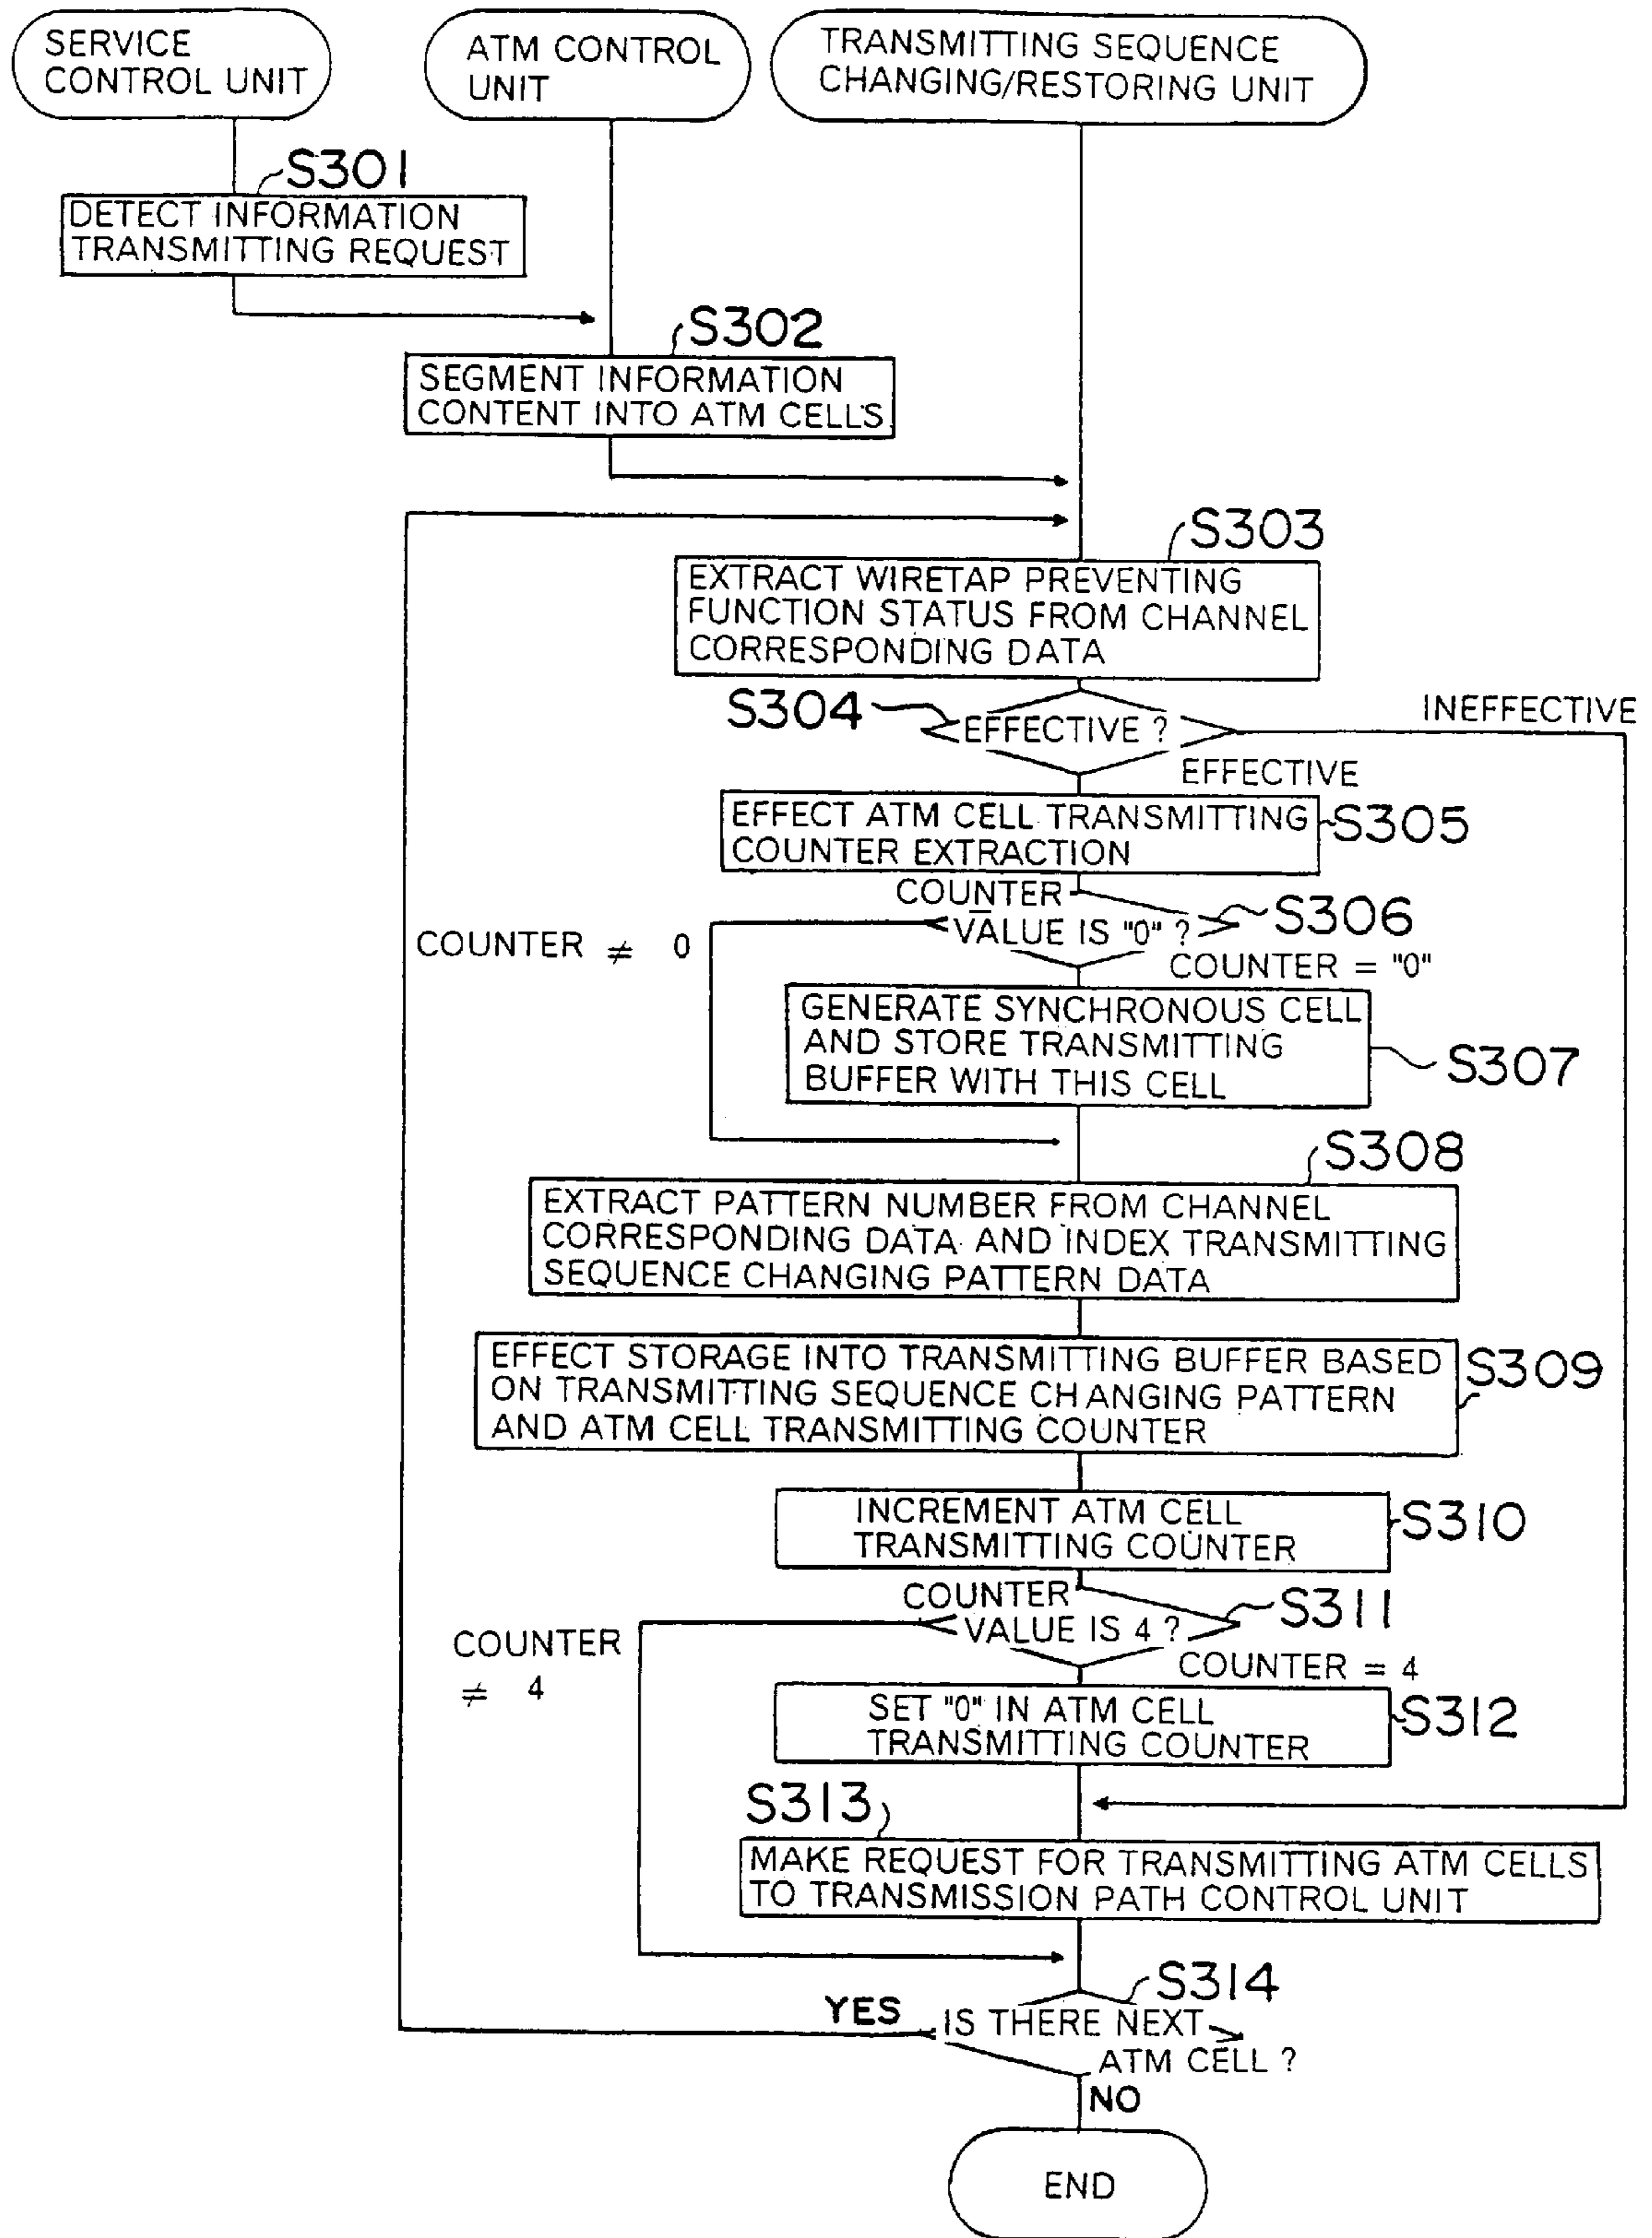 SERVICE
CONTROL UNIT
ATM CONTROL
UNIT
TRANSMITTING SEQUENCE
CHANGING/RESTORING UNIT
S301
DETECT INFORMATION
TRANSMITTING REQUEST
S302
SEGMENT INFORMATION
CONTENT INTO ATM CELLS
S303
EXTRACT WIRETAP PREVENTING
FUNCTION STATUS FROM CHANNEL
CORRESPONDING DATA
S304
EFFECTIVE ?
INEFFECTIVE
EFFECTIVE
EFFECT ATM CELL TRANSMITTING
COUNTER EXTRACTION
S305
COUNTER
VALUE IS "0" ?
S306
COUNTER ≠ 0
COUNTER = "0"
GENERATE SYNCHRONOUS CELL
AND STORE TRANSMITTING
BUFFER WITH THIS CELL
S307
S308
EXTRACT PATTERN NUMBER FROM CHANNEL
CORRESPONDING DATA AND INDEX TRANSMITTING
SEQUENCE CHANGING PATTERN DATA
EFFECT STORAGE INTO TRANSMITTING BUFFER BASED
ON TRANSMITTING SEQUENCE CHANGING PATTERN
AND ATM CELL TRANSMITTING COUNTER
S309
INCREMENT ATM CELL
TRANSMITTING COUNTER
S310
COUNTER
VALUE IS 4 ?
S311
COUNTER
≠ 4
COUNTER = 4
SET "0" IN ATM CELL
TRANSMITTING COUNTER
S312
S313
MAKE REQUEST FOR TRANSMITTING ATM CELLS
TO TRANSMISSION PATH CONTROL UNIT
S314
YES
IS THERE NEXT
ATM CELL ?
NO
END